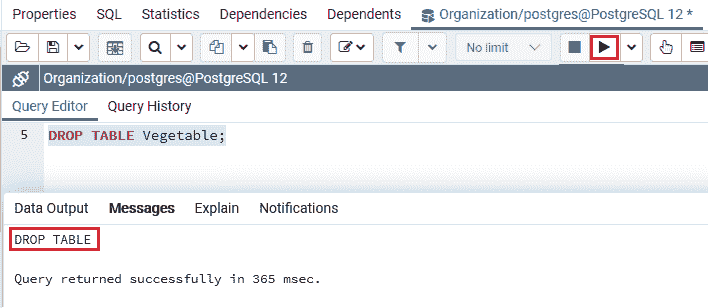 Properties SQL Statistics Dependencies Dependents Organization/postgres@PostgreSQL 12 *
No limit
Organization/postgres@PostgreSQL 12
Query Editor Query History
5 DROP TABLE Vegetable;
Data Output Messages Explain Notifications
DROP TABLE
Query returned successfully in 365 msec.